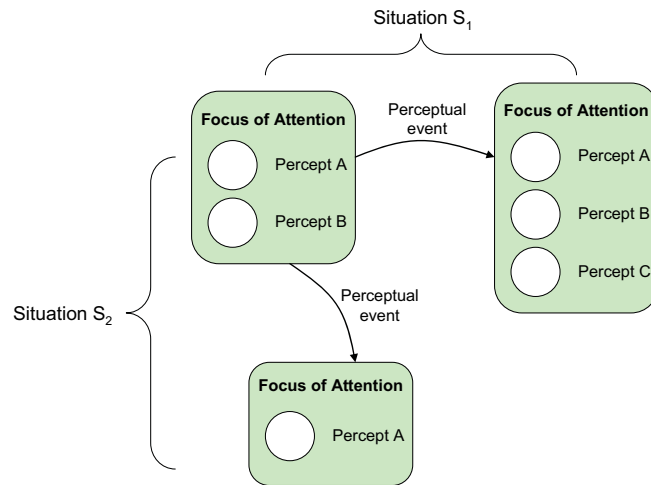 Situation S₁
Focus of Attention
Percept A
Percept B
Perceptual
event
Focus of Attention
Percept A
Percept B
Percept C
Situation S₂
Perceptual
event
Focus of Attention
Percept A